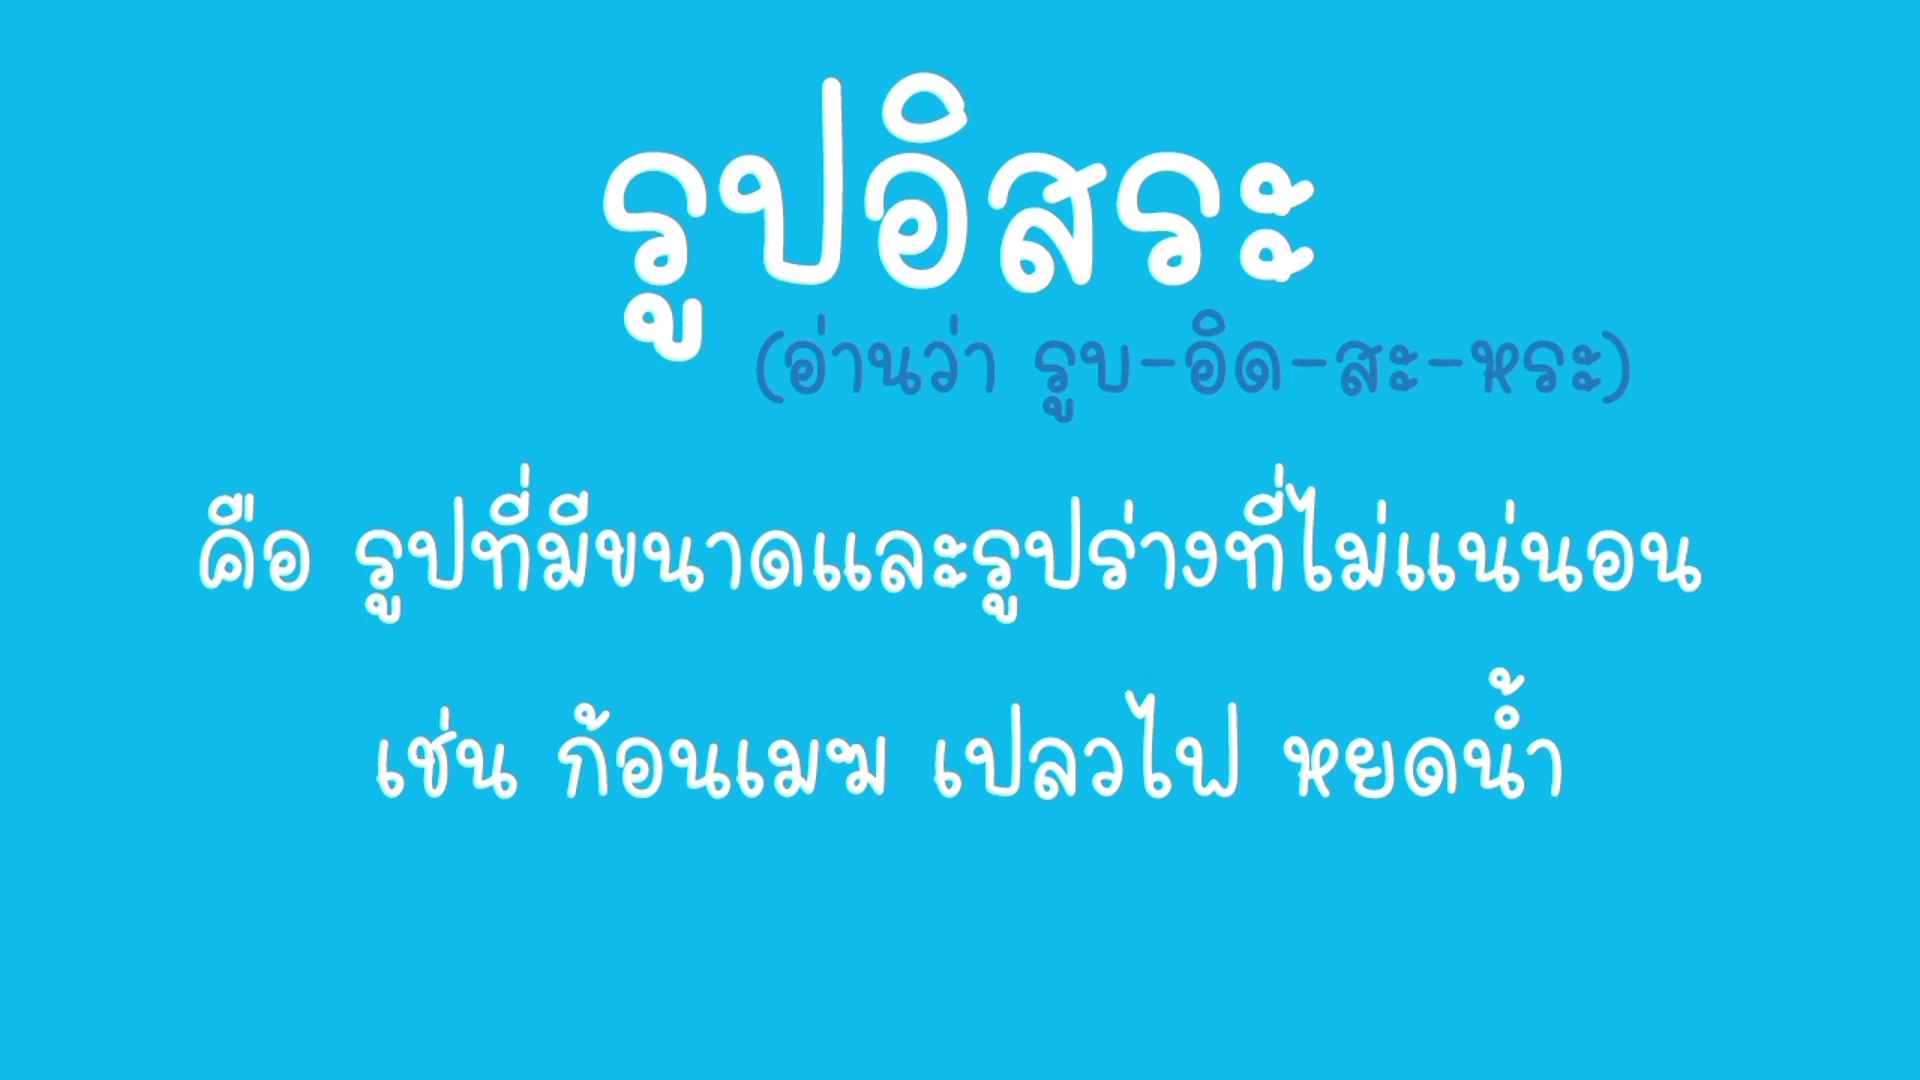 รูปอิสระ
(อ่านว่า รูบ-อิด-สะ-หระ)
คือ รูปที่มีขนาดและรูปร่างที่ไม่แน่นอน
เช่น ก้อนเมฆ เปลวไฟ หยดน้ำ